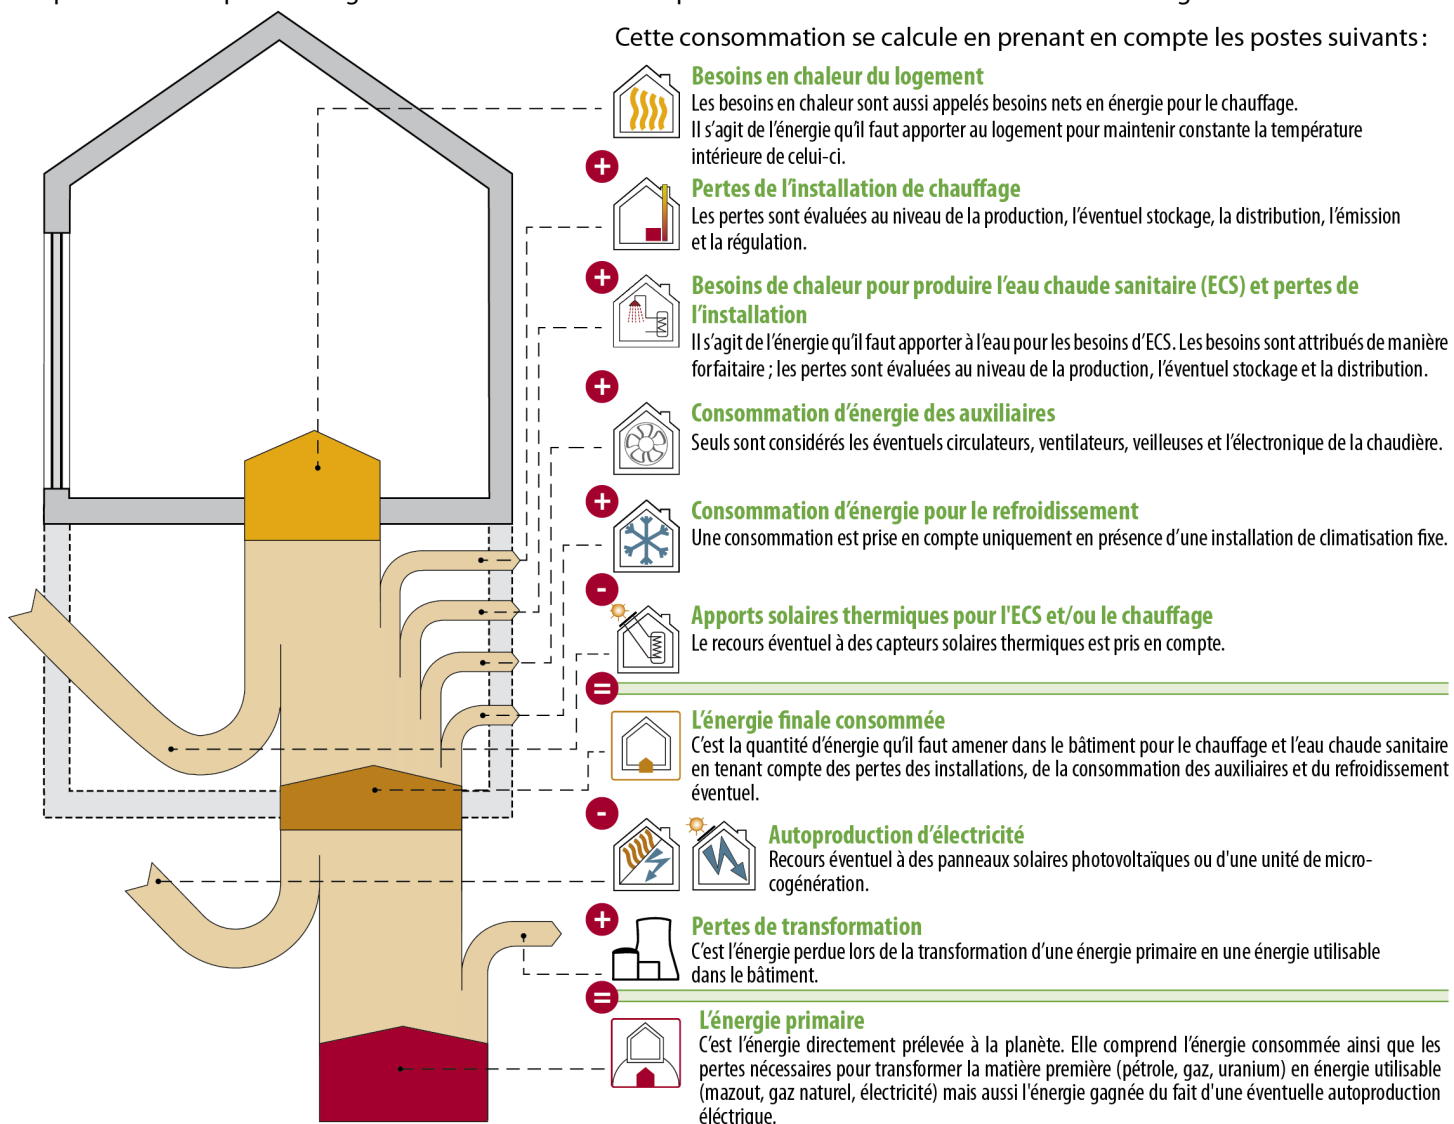 Cette consommation se calcule en prenant en compte les postes suivants :
Besoins en chaleur du logement
Les besoins en chaleur sont aussi appelés besoins nets en énergie pour le chauffage.
Il s'agit de l'énergie qu'il faut apporter au logement pour maintenir constante la température
intérieure de celui-ci.
+
Pertes de l'installation de chauffage
Les pertes sont évaluées au niveau de la production, l'éventuel stockage, la distribution, l'émission
et la régulation.
+
Besoins de chaleur pour produire l'eau chaude sanitaire (ECS) et pertes de
l'installation
Il s'agit de l'énergie qu'il faut apporter à l'eau pour les besoins d'ECS. Les besoins sont attribués de manière
forfaitaire ; les pertes sont évaluées au niveau de la production, l'éventuel stockage et la distribution.
+
Consommation d'énergie des auxiliaires
Seuls sont considérés les éventuels circulateurs, ventilateurs, veilleuses et l'électronique de la chaudière.
+
Consommation d'énergie pour le refroidissement
Une consommation est prise en compte uniquement en présence d'une installation de climatisation fixe.
-
Apports solaires thermiques pour l'ECS et/ou le chauffage
Le recours éventuel à des capteurs solaires thermiques est pris en compte.
=
L'énergie finale consommée
C'est la quantité d'énergie qu'il faut amener dans le bâtiment pour le chauffage et l'eau chaude sanitaire
en tenant compte des pertes des installations, de la consommation des auxiliaires et du refroidissement
éventuel.
-
Autoproduction d'électricité
Recours éventuel à des panneaux solaires photovoltaïques ou d'une unité de micro-
cogénération.
+
Pertes de transformation
C'est l'énergie perdue lors de la transformation d'une énergie primaire en une énergie utilisable
dans le bâtiment.
=
L'énergie primaire
C'est l'énergie directement prélevée à la planète. Elle comprend l'énergie consommée ainsi que les
pertes nécessaires pour transformer la matière première (pétrole, gaz, uranium) en énergie utilisable
(mazout, gaz naturel, électricité) mais aussi l'énergie gagnée du fait d'une éventuelle autoproduction
éléctrique.